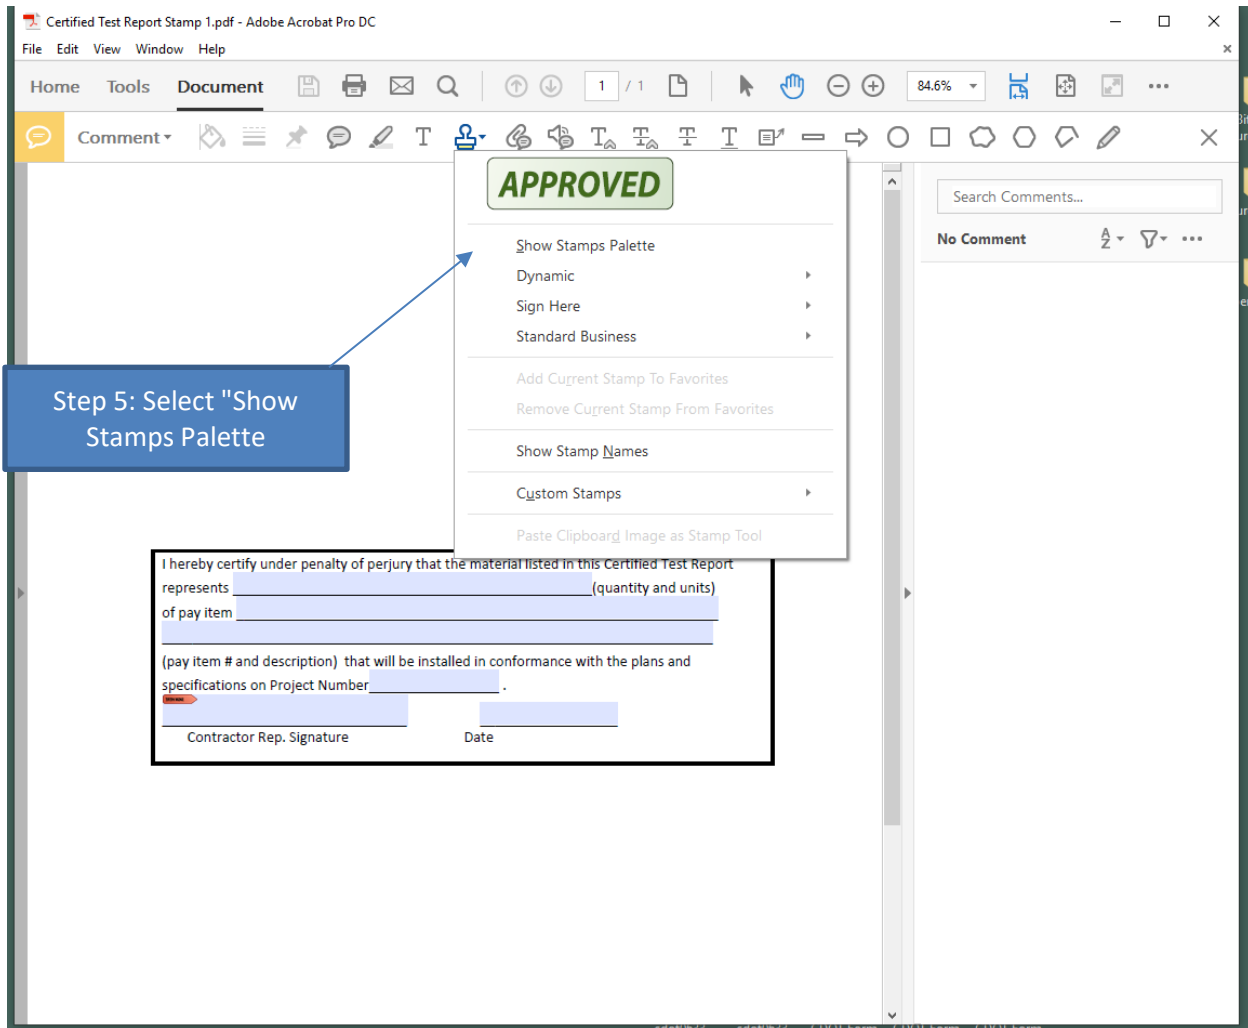 Certified Test Report Stamp 1.pdf - Adobe Acrobat Pro DC
File Edit View Window Help
Home Tools Document 1 / 1 84.6%
Comment
APPROVED
Show Stamps Palette
Dynamic
Sign Here
Standard Business
Add Current Stamp To Favorites
Remove Current Stamp From Favorites
Show Stamp Names
Custom Stamps
Paste Clipboard Image as Stamp Tool
Search Comments...
No Comment
Step 5: Select "Show
Stamps Palette
I hereby certify under penalty of perjury that the material listed in this Certified Test Report
represents (quantity and units)
of pay item
(pay item # and description) that will be installed in conformance with the plans and
specifications on Project Number .
Contractor Rep. Signature Date